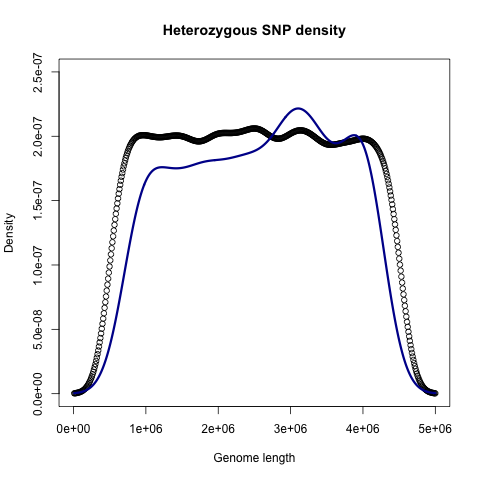 Heterozygous SNP density
Density
2.5e-07
2.0e-07
1.5e-07
1.0e-07
5.0e-08
0.0e+00
0e+00 1e+06 2e+06 3e+06 4e+06 5e+06
Genome length